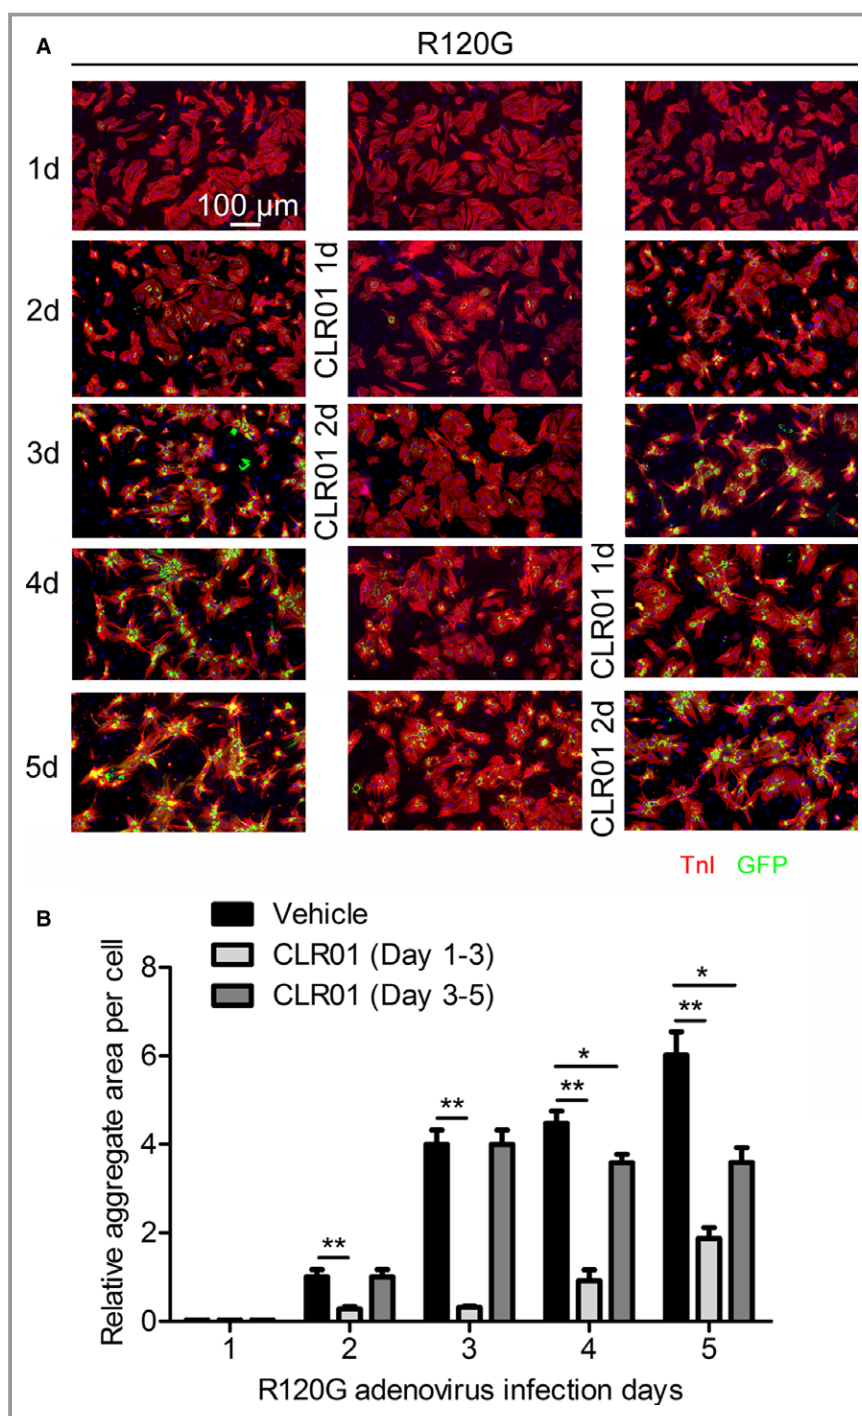 A
R120G
1d
100 µm
2d
CLR01 1d
3d
CLR01 2d
4d
CLR01 1d
5d
CLR01 2d
TnI GFP
B
Vehicle
CLR01 (Day 1-3)
CLR01 (Day 3-5)
Relative aggregate area per cell
8
6
4
2
0
**
**
**
*
**
*
1 2 3 4 5
R120G adenovirus infection days